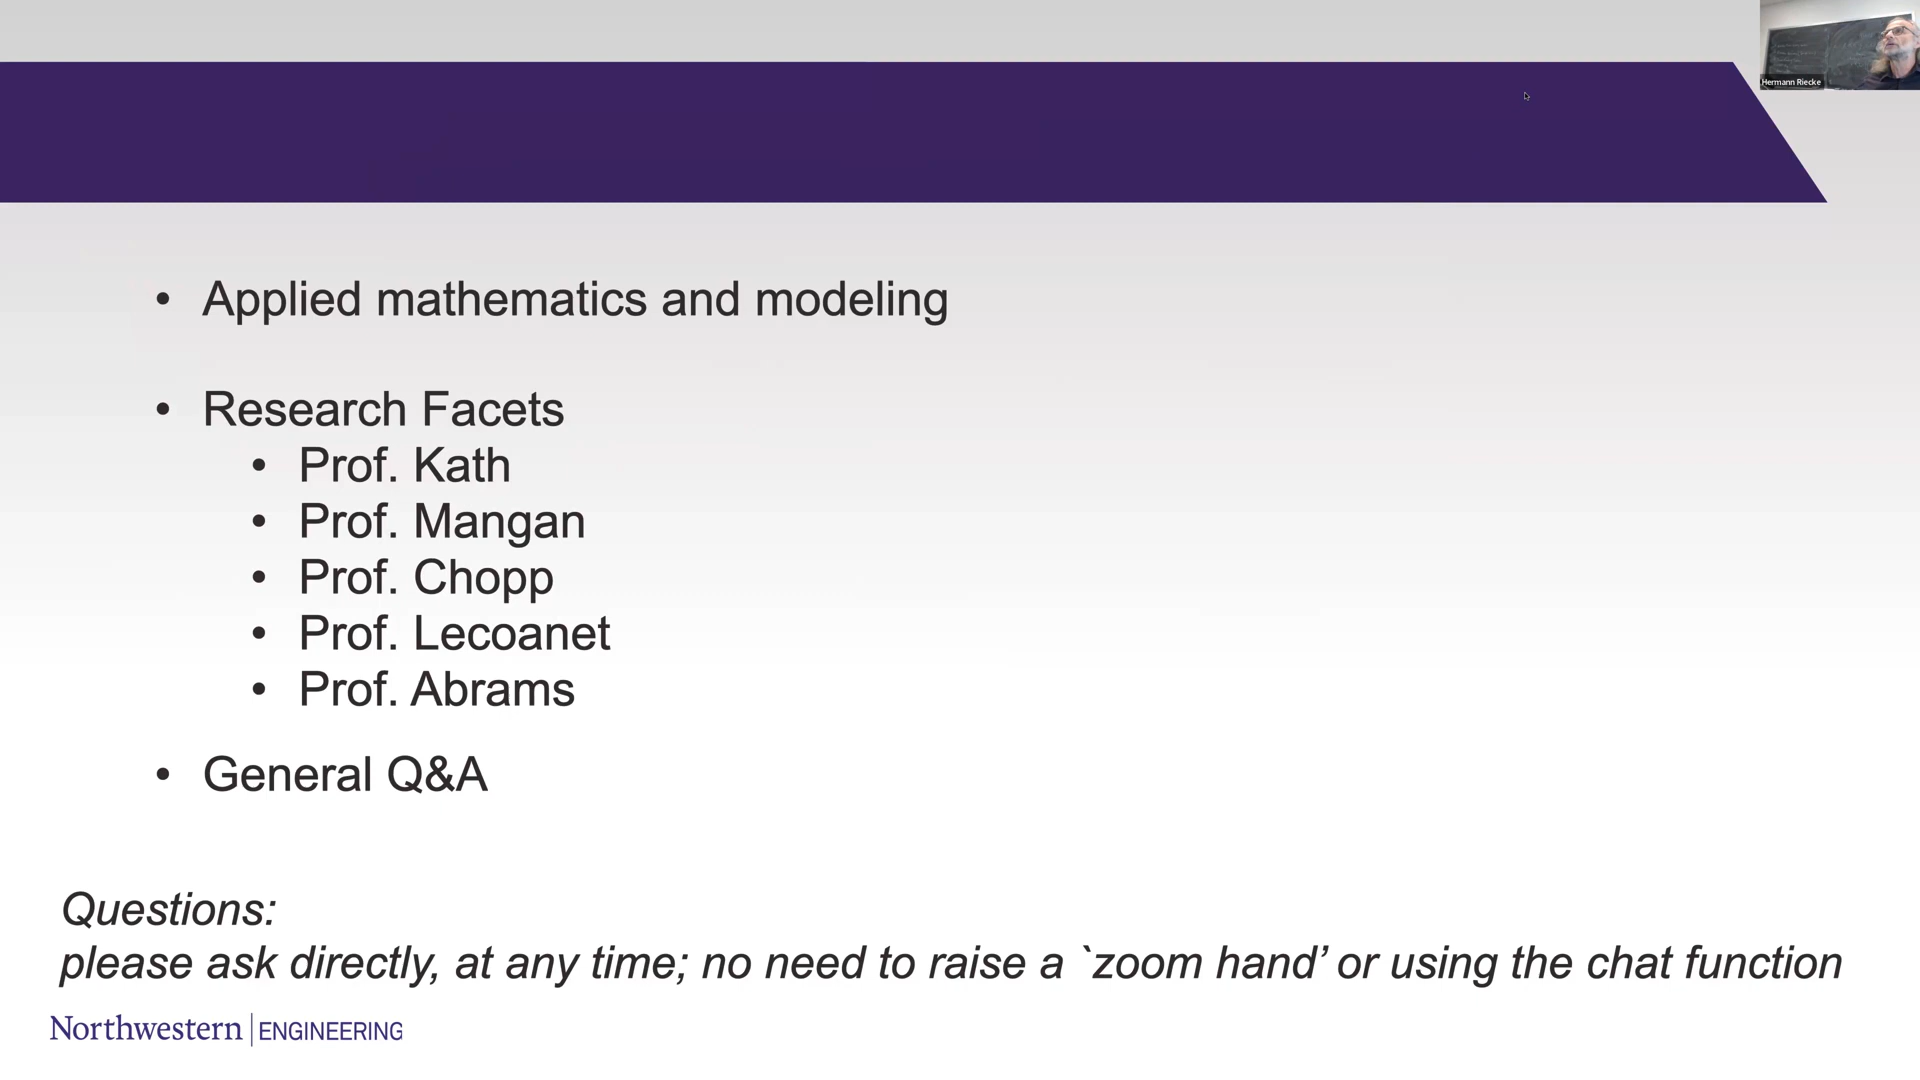 Hermann Riecke
• Applied mathematics and modeling
• Research Facets
• Prof. Kath
• Prof. Mangan
• Prof. Chopp
• Prof. Lecoanet
• Prof. Abrams
• General Q&A
Questions:
please ask directly, at any time; no need to raise a `zoom hand’ or using the chat function
Northwestern | ENGINEERING